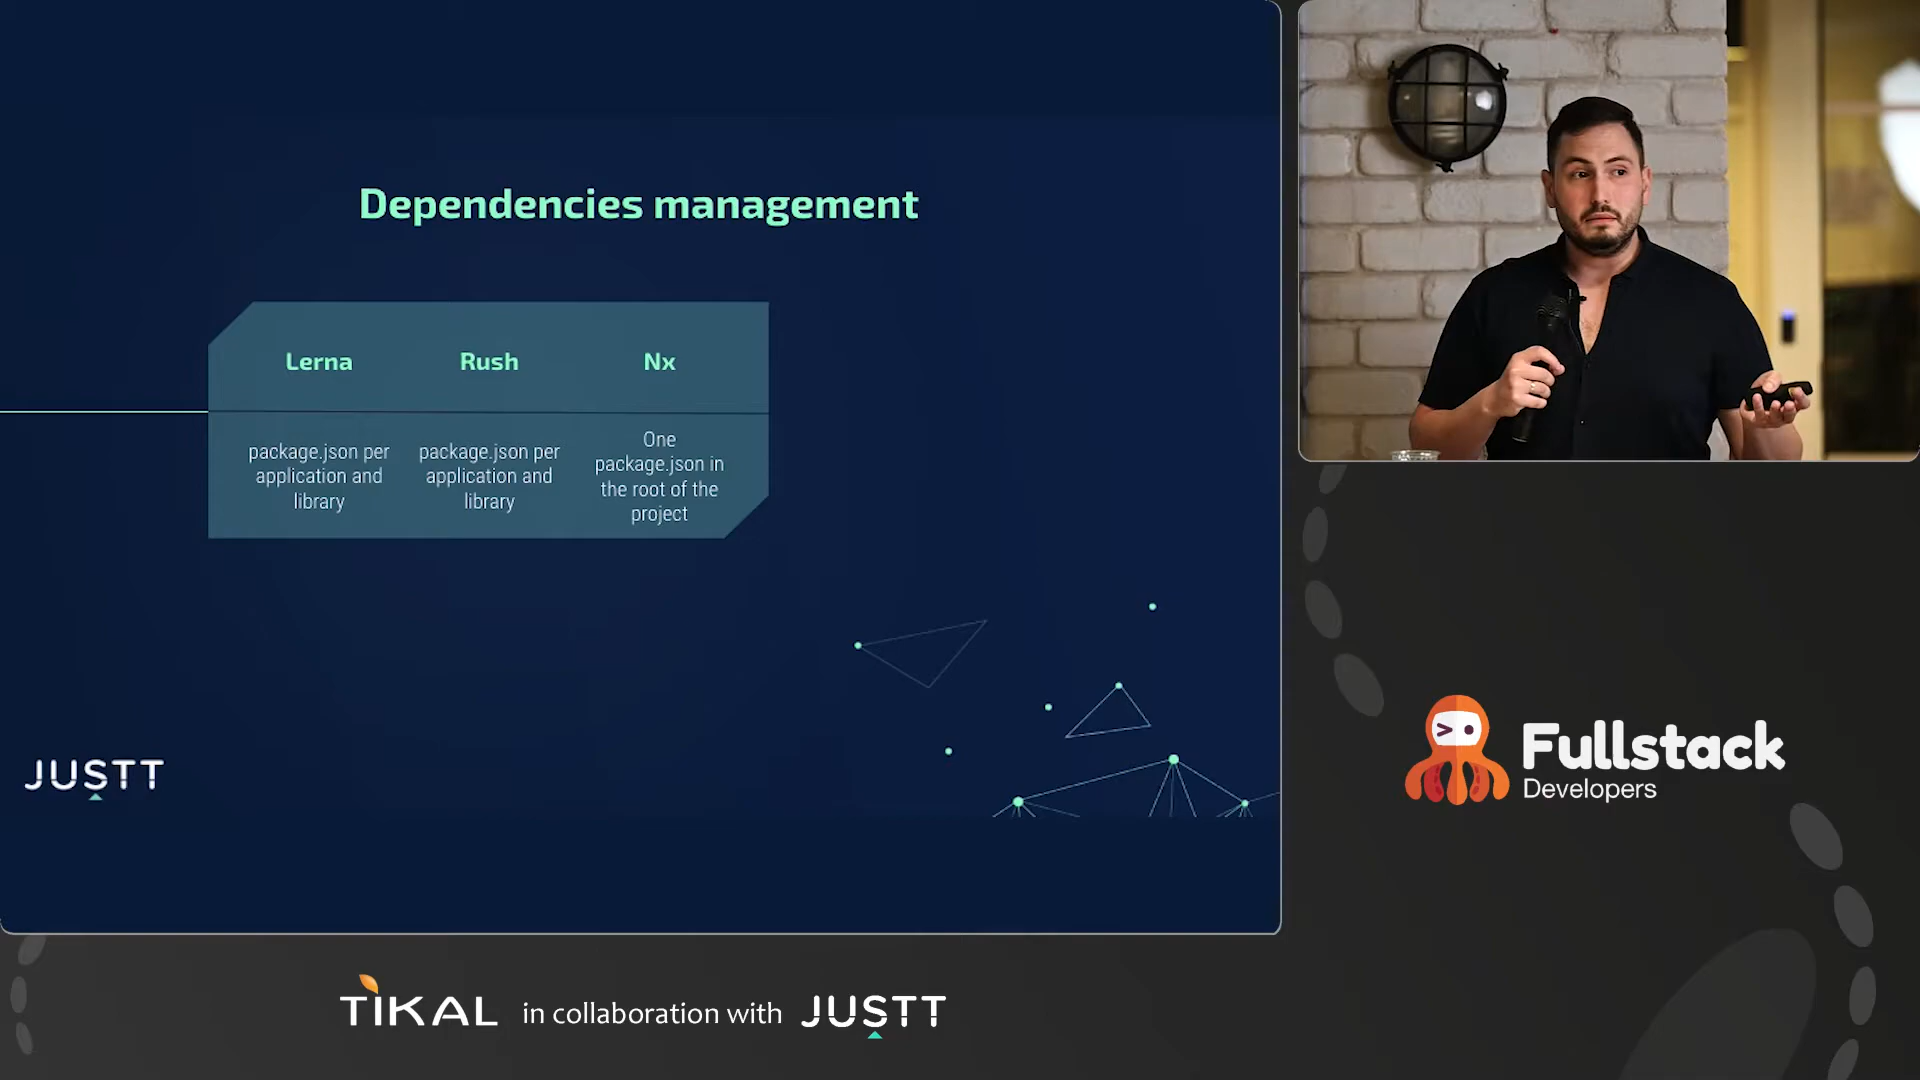 Dependencies management
Lerna
Rush
Nx
package.json per
application and
library
package.json per
application and
library
One
package.json in
the root of the
project
JUSTT
Fullstack
Developers
TIKAL in collaboration with JUSTT